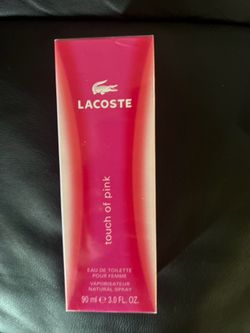 LACOSTE
touch of pink
EAU DE TOILETTE
POUR FEMME
VAPORISATEUR
NATURAL SPRAY
90 ml e 3.0 FL. OZ.